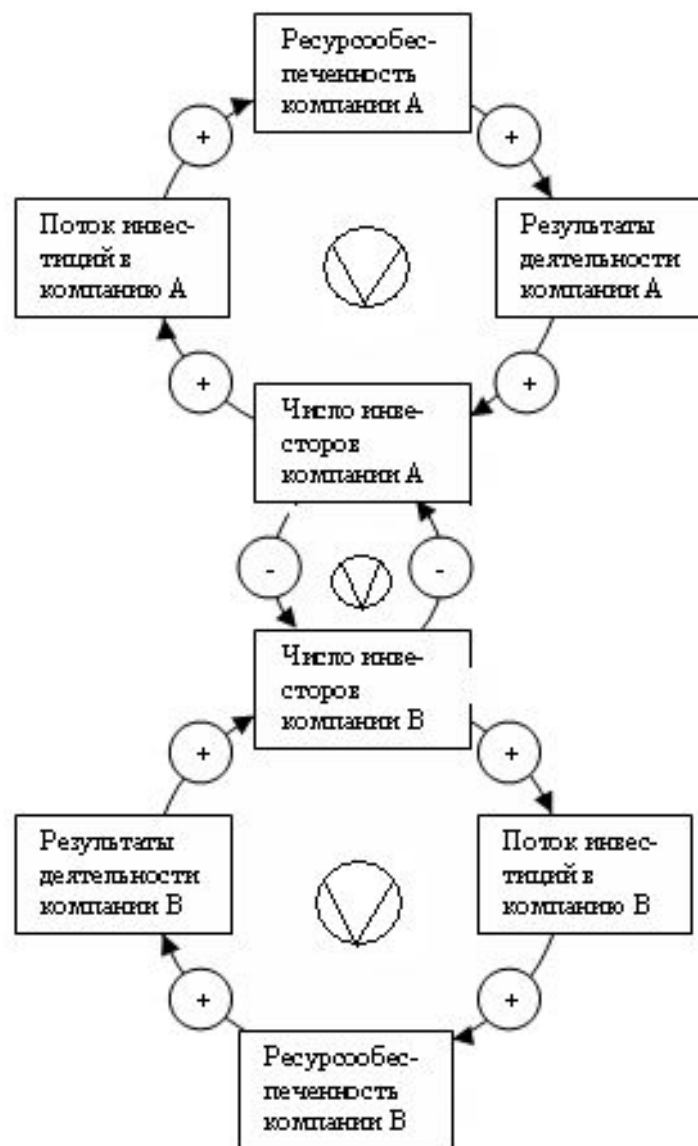 Ресурсообес-
печенность
компании А
+
+
Поток инвес-
тиций в
компанию А
Результаты
деятельности
компании А
+
+
Число инве-
сторов
компании А
-
-
Число инве-
сторов
компании В
+
+
Результаты
деятельности
компании В
Поток инвес-
тиций в
компанию В
+
+
Ресурсообес-
печенность
компании В